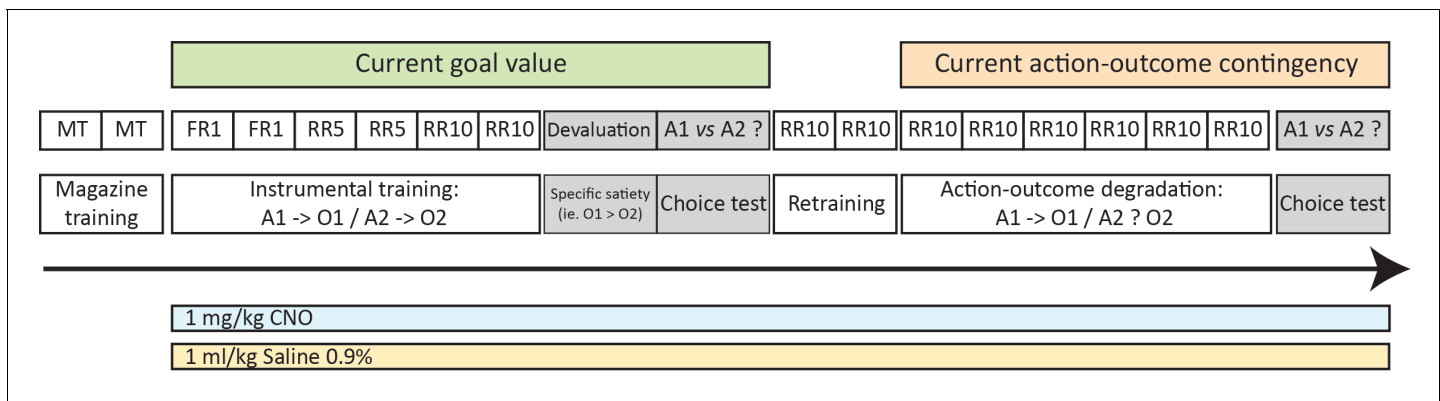 Current goal value
Current action-outcome contingency
MT MT FR1 FR1 RR5 RR5 RR10 RR10 Devaluation A1 vs A2 ? RR10 RR10 RR10 RR10 RR10 RR10 RR10 RR10 A1 vs A2 ?
Magazine
training
Instrumental training:
A1 -> O1 / A2 -> O2
Specific satiety
(ie. O1 > O2)
Choice test
Retraining
Action-outcome degradation:
A1 -> O1 / A2 ? O2
Choice test
1 mg/kg CNO
1 ml/kg Saline 0.9%